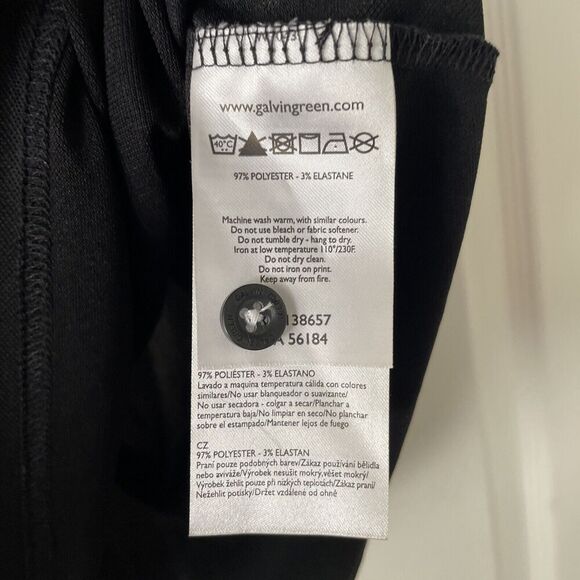 www.galvingreen.com
40°C
97% POLYESTER - 3% ELASTANE
Machine wash warm, with similar colours.
Do not use bleach or fabric softener.
Do not tumble dry - hang to dry.
Iron at low temperature 110°/230F.
Do not dry clean.
Do not iron on print.
Keep away from fire.
138657
A 56184
97% POLIÉSTER - 3% ELASTANO
Lavado a maquina temperatura cálida con colores
similares/No usar blanqueador o suavizante/
No usar secadora - colgar a secar/Planchar a
temperatura baja/No limpiar en seco/No planchar
sobre el estampado/Mantener lejos de fuego
CZ
97% POLYESTER - 3% ELASTAN
Praní pouze podobných barev/Zákaz používání bělidla
nebo aviváže/Výrobek nesušit mokrý,věšet mokrý/
Výrobek žehlit pouze při nízkých teplotách/Zákaz praní/
Nežehlit potisky/Držet vzdálené od ohně